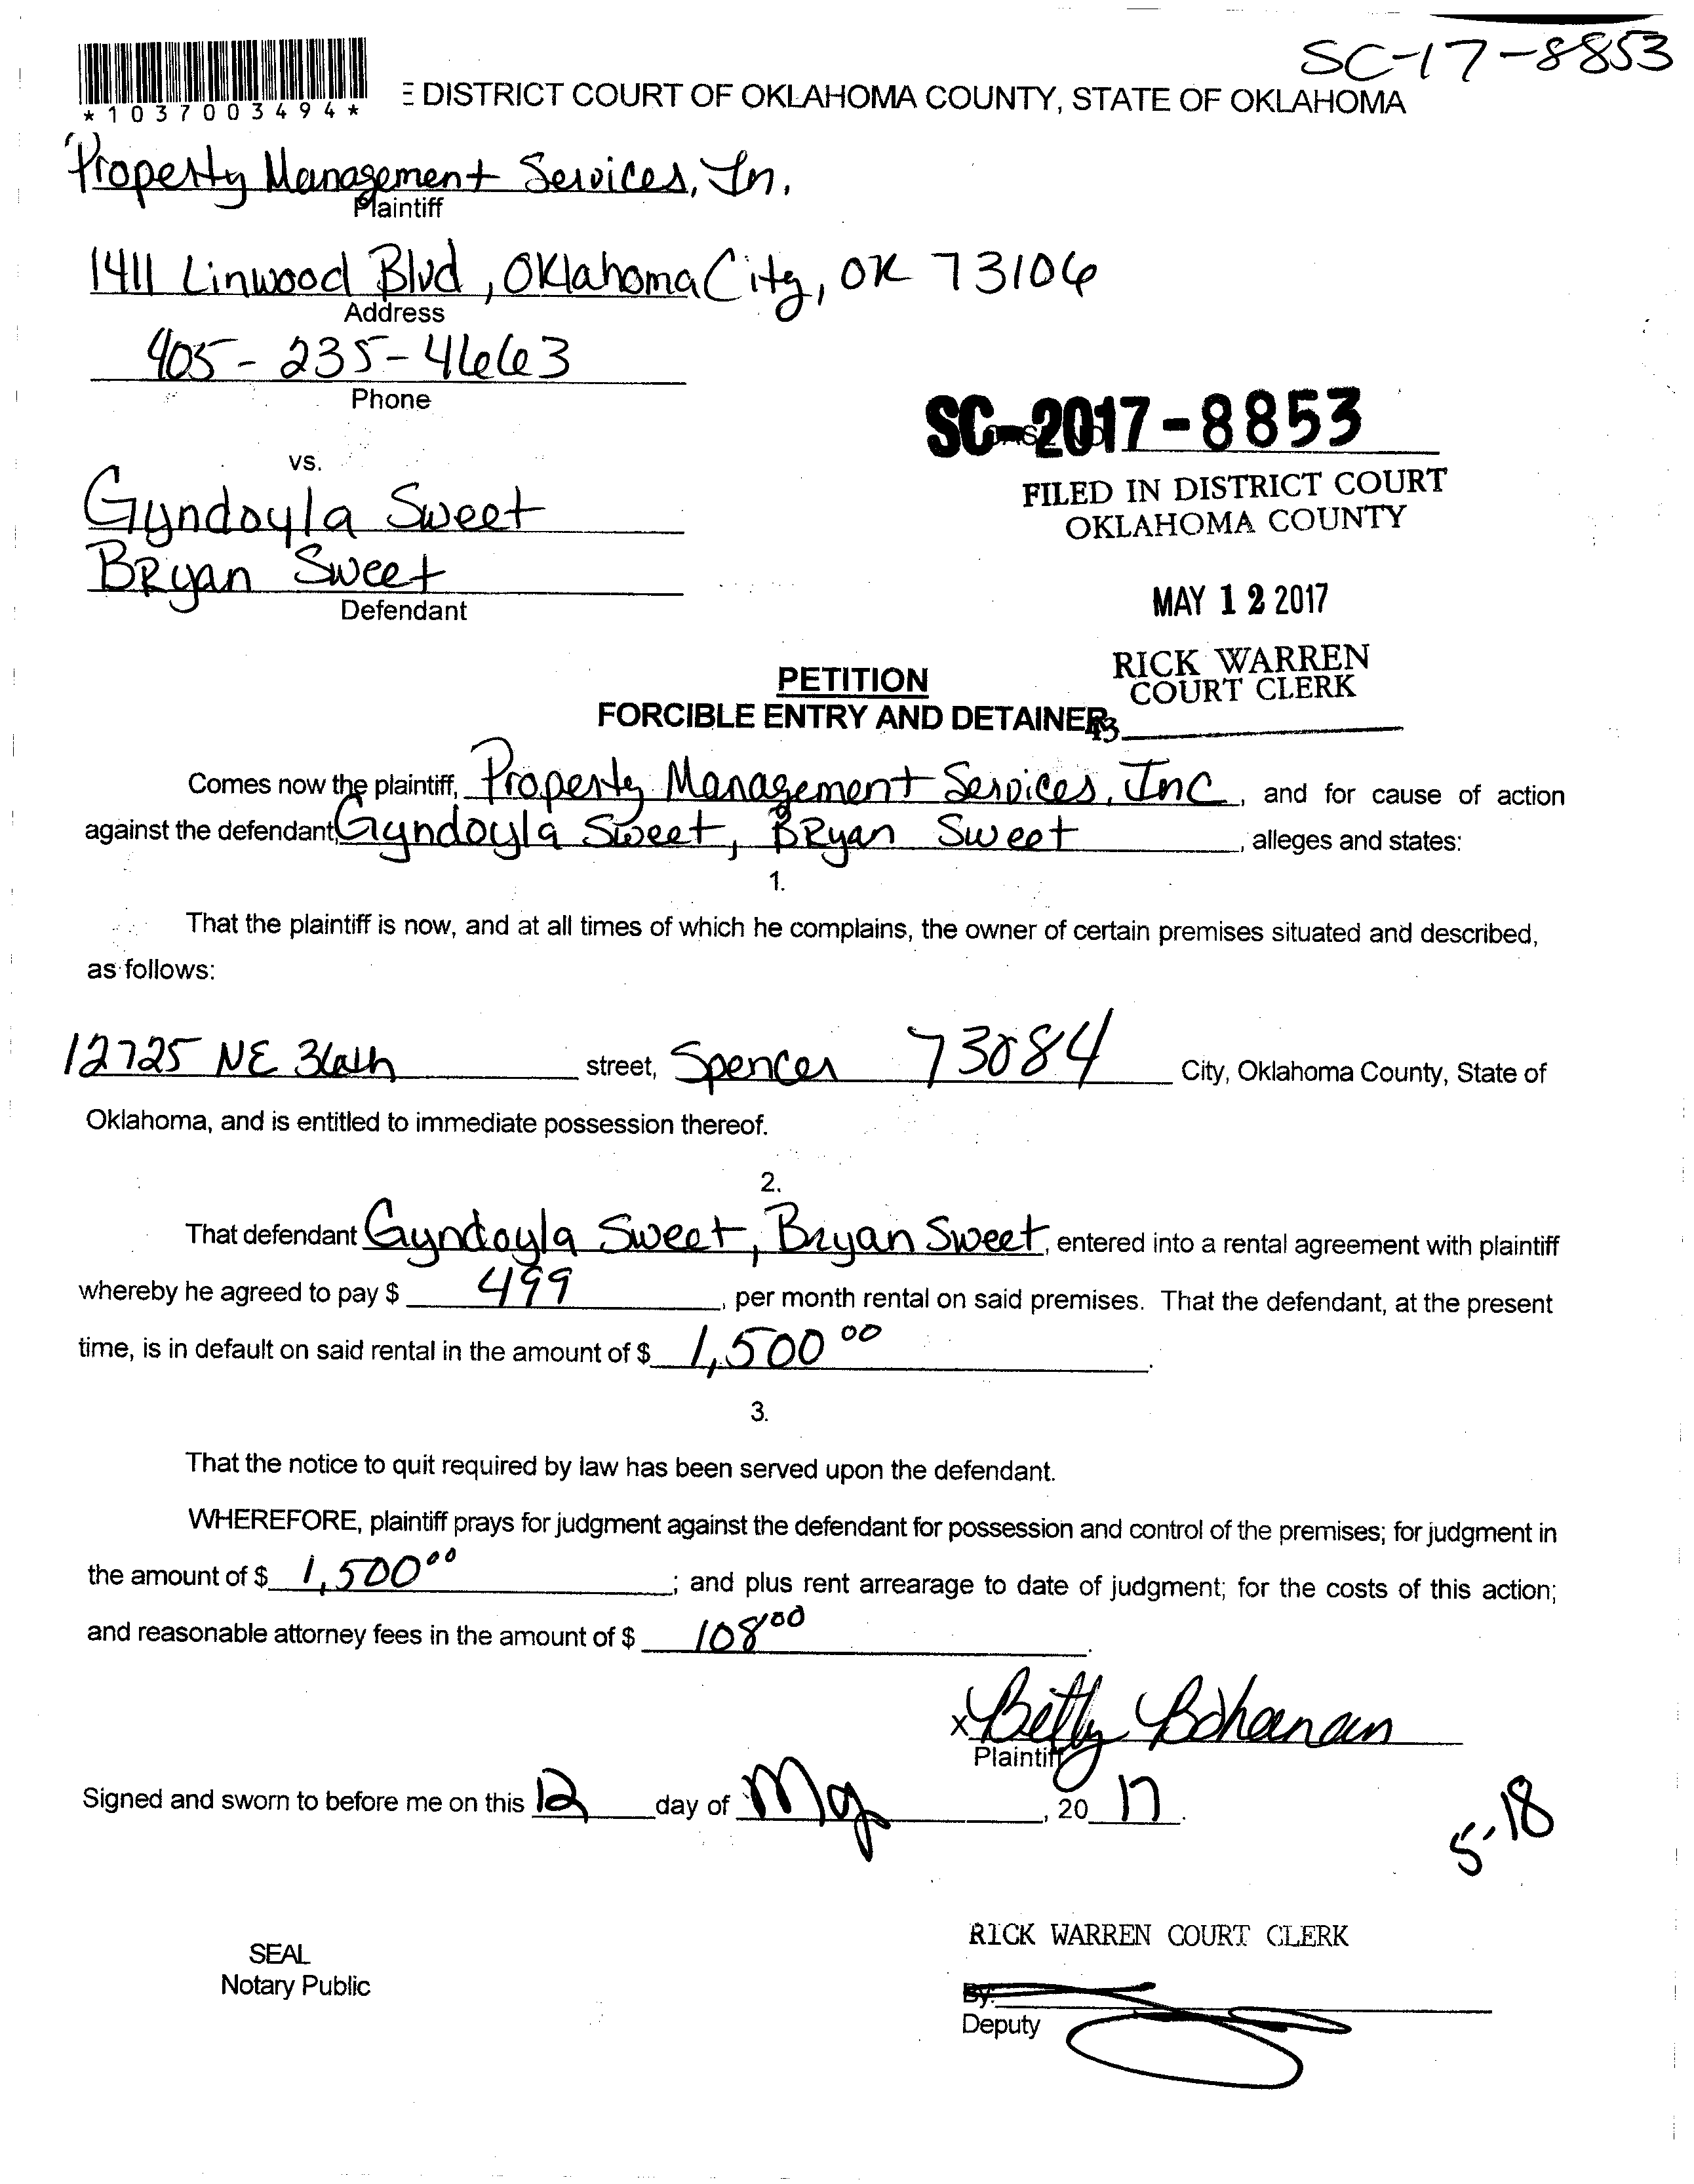 SC-17-8853
*1037003494*
E DISTRICT COURT OF OKLAHOMA COUNTY, STATE OF OKLAHOMA
Property Management Services, In.
Plaintiff
1411 Linwood Blvd, Oklahoma City, OK 73106
Address
405-235-4663
Phone
SC-2017-8853
vs.
FILED IN DISTRICT COURT
OKLAHOMA COUNTY
Gyndoyla Sweet
Bryan Sweet
Defendant
MAY 12 2017
RICK WARREN
COURT CLERK
PETITION
FORCIBLE ENTRY AND DETAINER
43
Comes now the plaintiff, Property Management Services, Inc, and for cause of action
against the defendant, Gyndoyla Sweet, Bryan Sweet, alleges and states:
1.
That the plaintiff is now, and at all times of which he complains, the owner of certain premises situated and described,
as follows:
12725 NE 36th street, Spencer 73084 City, Oklahoma County, State of
Oklahoma, and is entitled to immediate possession thereof.
2.
That defendant Gyndoyla Sweet, Bryan Sweet, entered into a rental agreement with plaintiff
whereby he agreed to pay $ 499, per month rental on said premises. That the defendant, at the present
time, is in default on said rental in the amount of $ 1,500 00.
3.
That the notice to quit required by law has been served upon the defendant.
WHEREFORE, plaintiff prays for judgment against the defendant for possession and control of the premises; for judgment in
the amount of $ 1,500 00; and plus rent arrearage to date of judgment; for the costs of this action;
and reasonable attorney fees in the amount of $ 108 00.
x Betty Bohanan
Plaintiff
Signed and sworn to before me on this 12 day of May, 20 17.
5-18
RICK WARREN COURT CLERK
SEAL
Notary Public
By:
Deputy